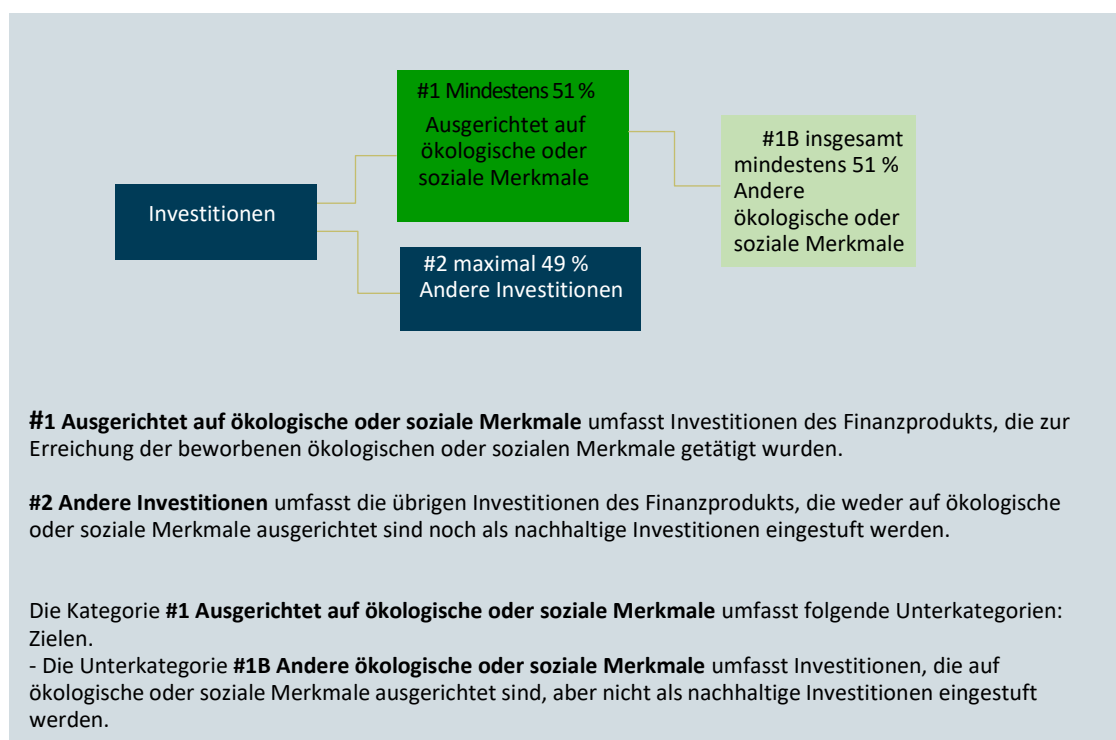 #1 Mindestens 51 %
Ausgerichtet auf
ökologische oder
soziale Merkmale
#1B insgesamt
mindestens 51 %
Andere
ökologische oder
soziale Merkmale
Investitionen
#2 maximal 49 %
Andere Investitionen
#1 Ausgerichtet auf ökologische oder soziale Merkmale umfasst Investitionen des Finanzprodukts, die zur
Erreichung der beworbenen ökologischen oder sozialen Merkmale getätigt wurden.
#2 Andere Investitionen umfasst die übrigen Investitionen des Finanzprodukts, die weder auf ökologische
oder soziale Merkmale ausgerichtet sind noch als nachhaltige Investitionen eingestuft werden.
Die Kategorie #1 Ausgerichtet auf ökologische oder soziale Merkmale umfasst folgende Unterkategorien:
Zielen.
- Die Unterkategorie #1B Andere ökologische oder soziale Merkmale umfasst Investitionen, die auf
ökologische oder soziale Merkmale ausgerichtet sind, aber nicht als nachhaltige Investitionen eingestuft
werden.